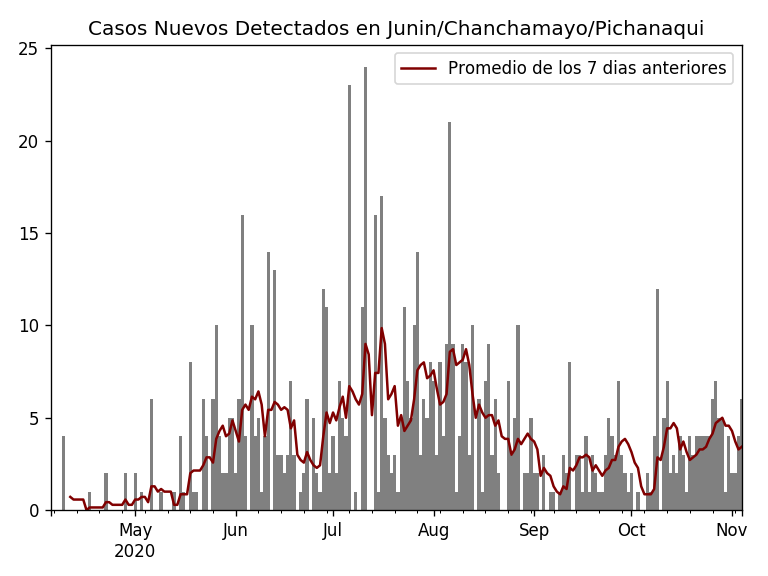 Casos Nuevos Detectados en Junin/Chanchamayo/Pichanaqui
Promedio de los 7 dias anteriores
25
20
15
10
5
0
May Jun Jul Aug Sep Oct Nov
2020